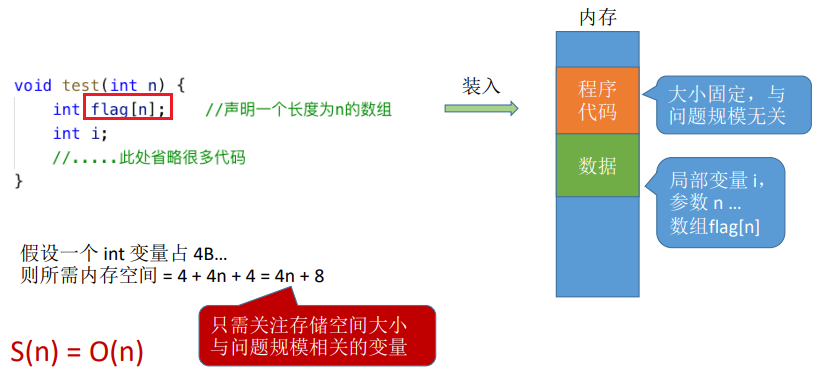 内存
void test(int n) {
int flag[n]; //声明一个长度为n的数组
int i;
//.....此处省略很多代码
}
装入
程序
代码
大小固定，与
问题规模无关
数据
局部变量 i，
参数 n ...
数组flag[n]
假设一个 int 变量占 4B...
则所需内存空间 = 4 + 4n + 4 = 4n + 8
只需关注存储空间大小
与问题规模相关的变量
S(n) = O(n)